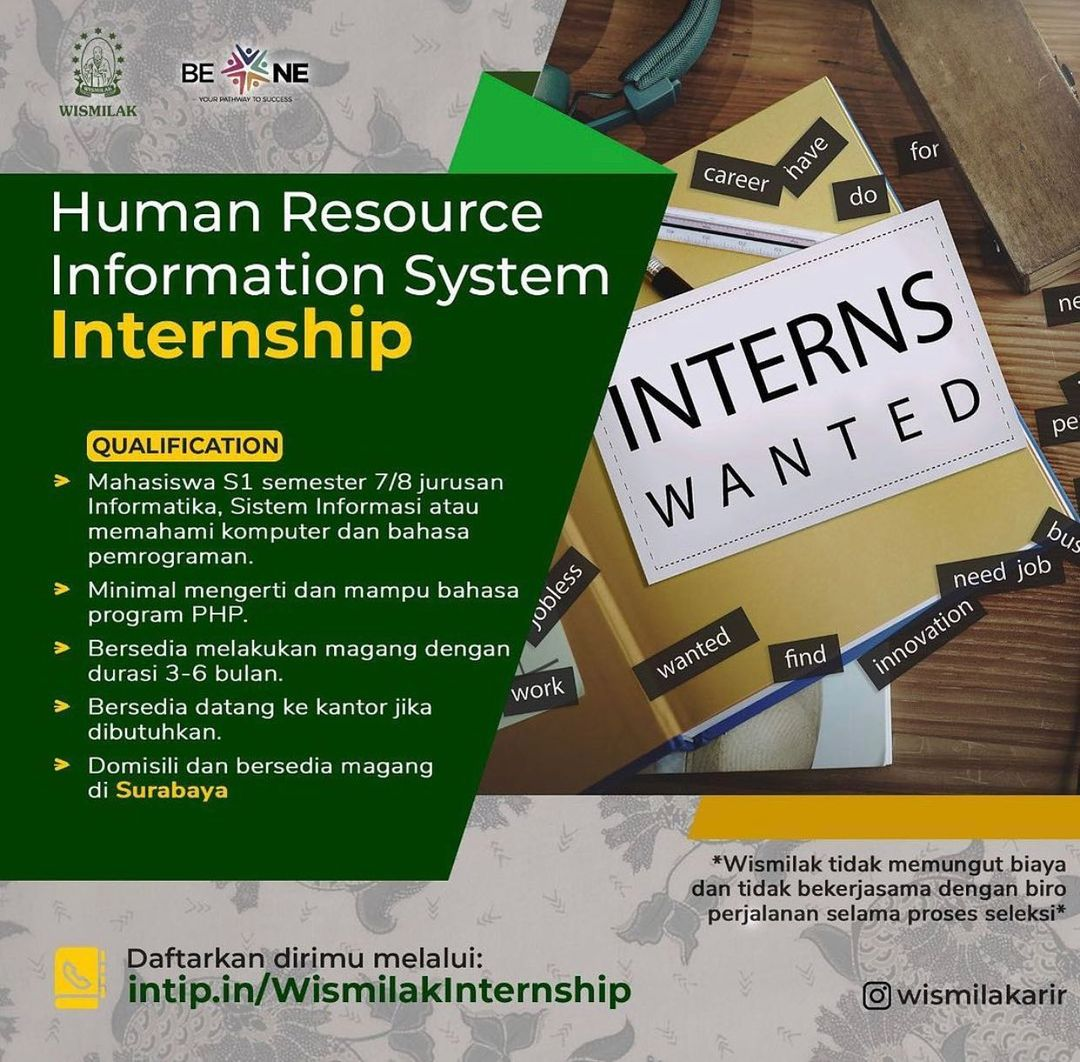 WISMILAK
WISMILAK
BE NE
YOUR PATHWAY TO SUCCESS
Human Resource
Information System
Internship
QUALIFICATION
Mahasiswa S1 semester 7/8 jurusan
Informatika, Sistem Informasi atau
memahami komputer dan bahasa
pemrograman.
Minimal mengerti dan mampu bahasa
program PHP.
Bersedia melakukan magang dengan
durasi 3-6 bulan.
Bersedia datang ke kantor jika
dibutuhkan.
Domisili dan bersedia magang
di Surabaya
career
have
do
for
INTERNS
WANTED
need job
jobless
wanted
find
innovation
work
*Wismilak tidak memungut biaya
dan tidak bekerjasama dengan biro
perjalanan selama proses seleksi*
Daftarkan dirimu melalui:
intip.in/WismilakInternship
wismilakarir